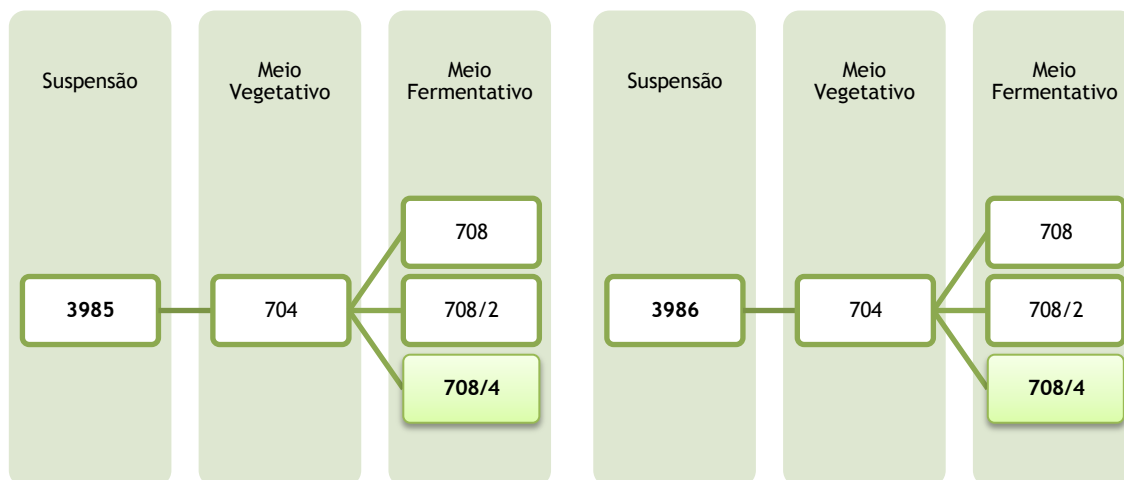 Suspensão
Meio
Vegetativo
Meio
Fermentativo
3985
704
708
708/2
708/4
Suspensão
Meio
Vegetativo
Meio
Fermentativo
3986
704
708
708/2
708/4